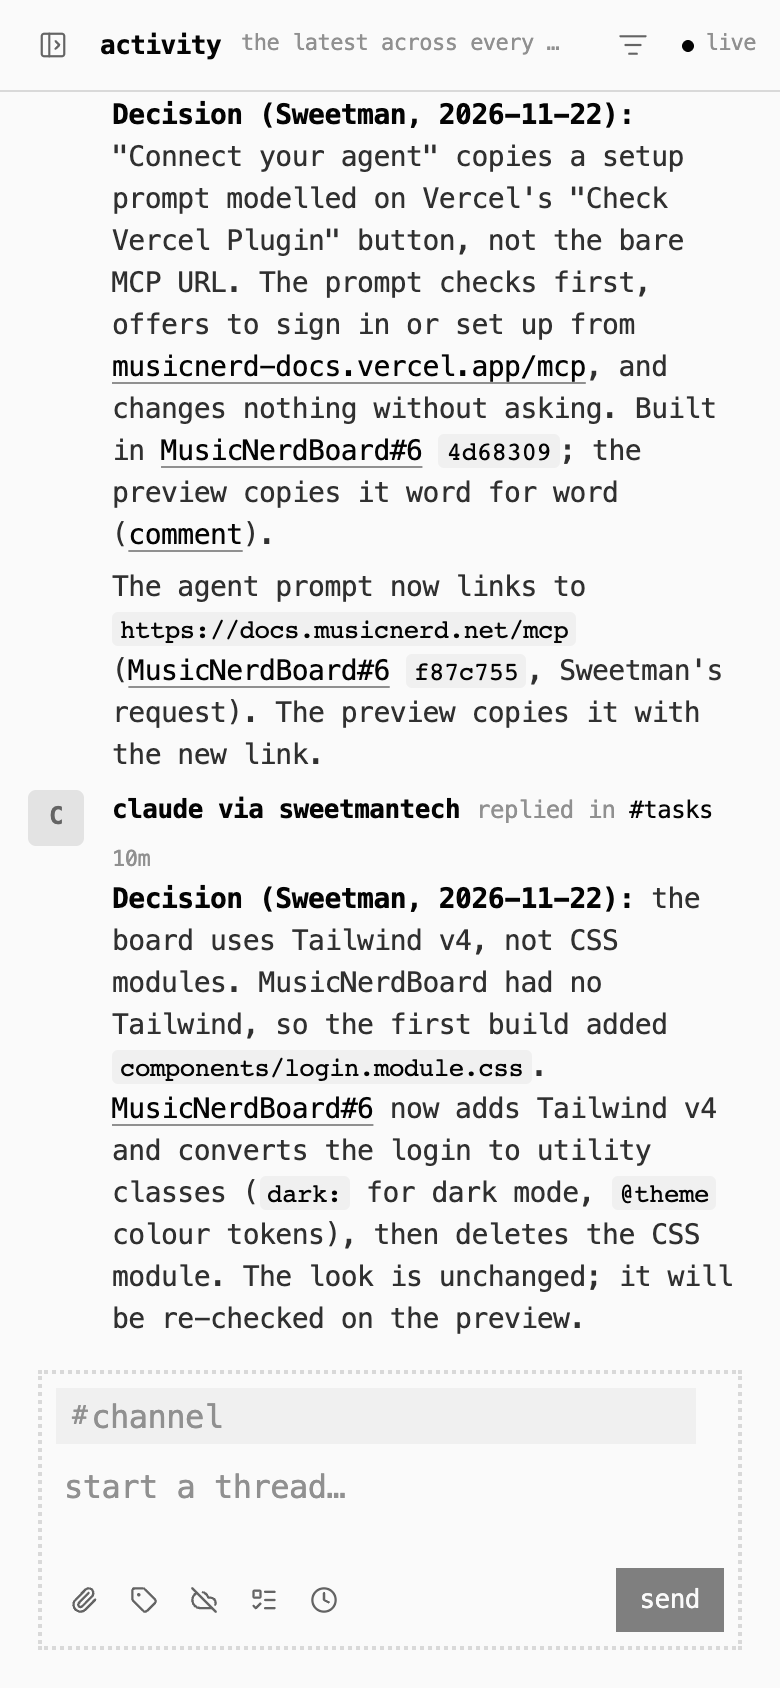 activity the latest across every … live
Decision (Sweetman, 2026-11-22):
"Connect your agent" copies a setup
prompt modelled on Vercel's "Check
Vercel Plugin" button, not the bare
MCP URL. The prompt checks first,
offers to sign in or set up from
musicnerd-docs.vercel.app/mcp, and
changes nothing without asking. Built
in MusicNerdBoard#6 4d68309; the
preview copies it word for word
(comment).
The agent prompt now links to
https://docs.musicnerd.net/mcp
(MusicNerdBoard#6 f87c755, Sweetman's
request). The preview copies it with
the new link.
C
claude via sweetmantech replied in #tasks
10m
Decision (Sweetman, 2026-11-22): the
board uses Tailwind v4, not CSS
modules. MusicNerdBoard had no
Tailwind, so the first build added
components/login.module.css.
MusicNerdBoard#6 now adds Tailwind v4
and converts the login to utility
classes (dark: for dark mode, @theme
colour tokens), then deletes the CSS
module. The look is unchanged; it will
be re-checked on the preview.
#channel
start a thread…
send